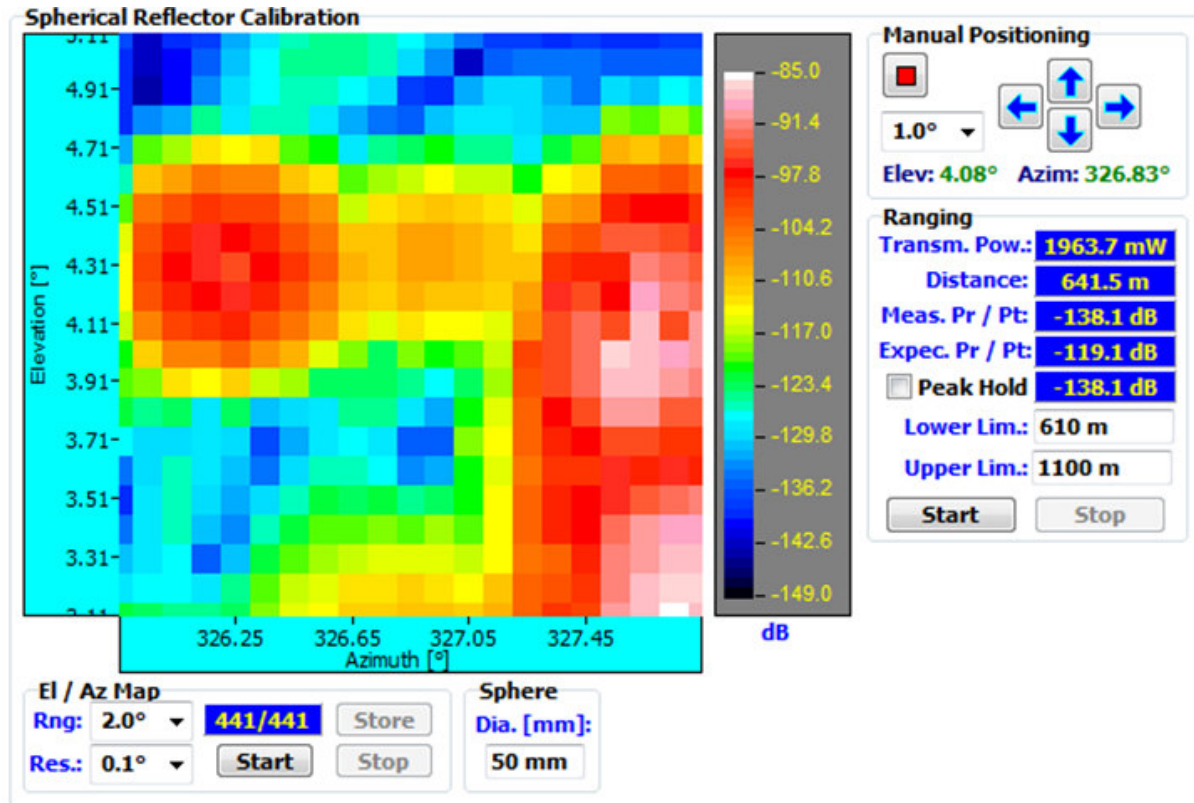 Spherical Reflector Calibration
5.11
4.91
4.71
4.51
4.31
4.11
3.91
3.71
3.51
3.31
3.11
Elevation [°]
326.25 326.65 327.05 327.45
Azimuth [°]
-85.0
-91.4
-97.8
-104.2
-110.6
-117.0
-123.4
-129.8
-136.2
-142.6
-149.0
dB
Manual Positioning
1.0°
Elev: 4.08° Azim: 326.83°
Ranging
Transm. Pow.: 1963.7 mW
Distance: 641.5 m
Meas. Pr / Pt: -138.1 dB
Expec. Pr / Pt: -119.1 dB
Peak Hold -138.1 dB
Lower Lim.: 610 m
Upper Lim.: 1100 m
Start Stop
El / Az Map
Rng: 2.0° 441/441 Store
Res.: 0.1° Start Stop
Sphere
Dia. [mm]:
50 mm